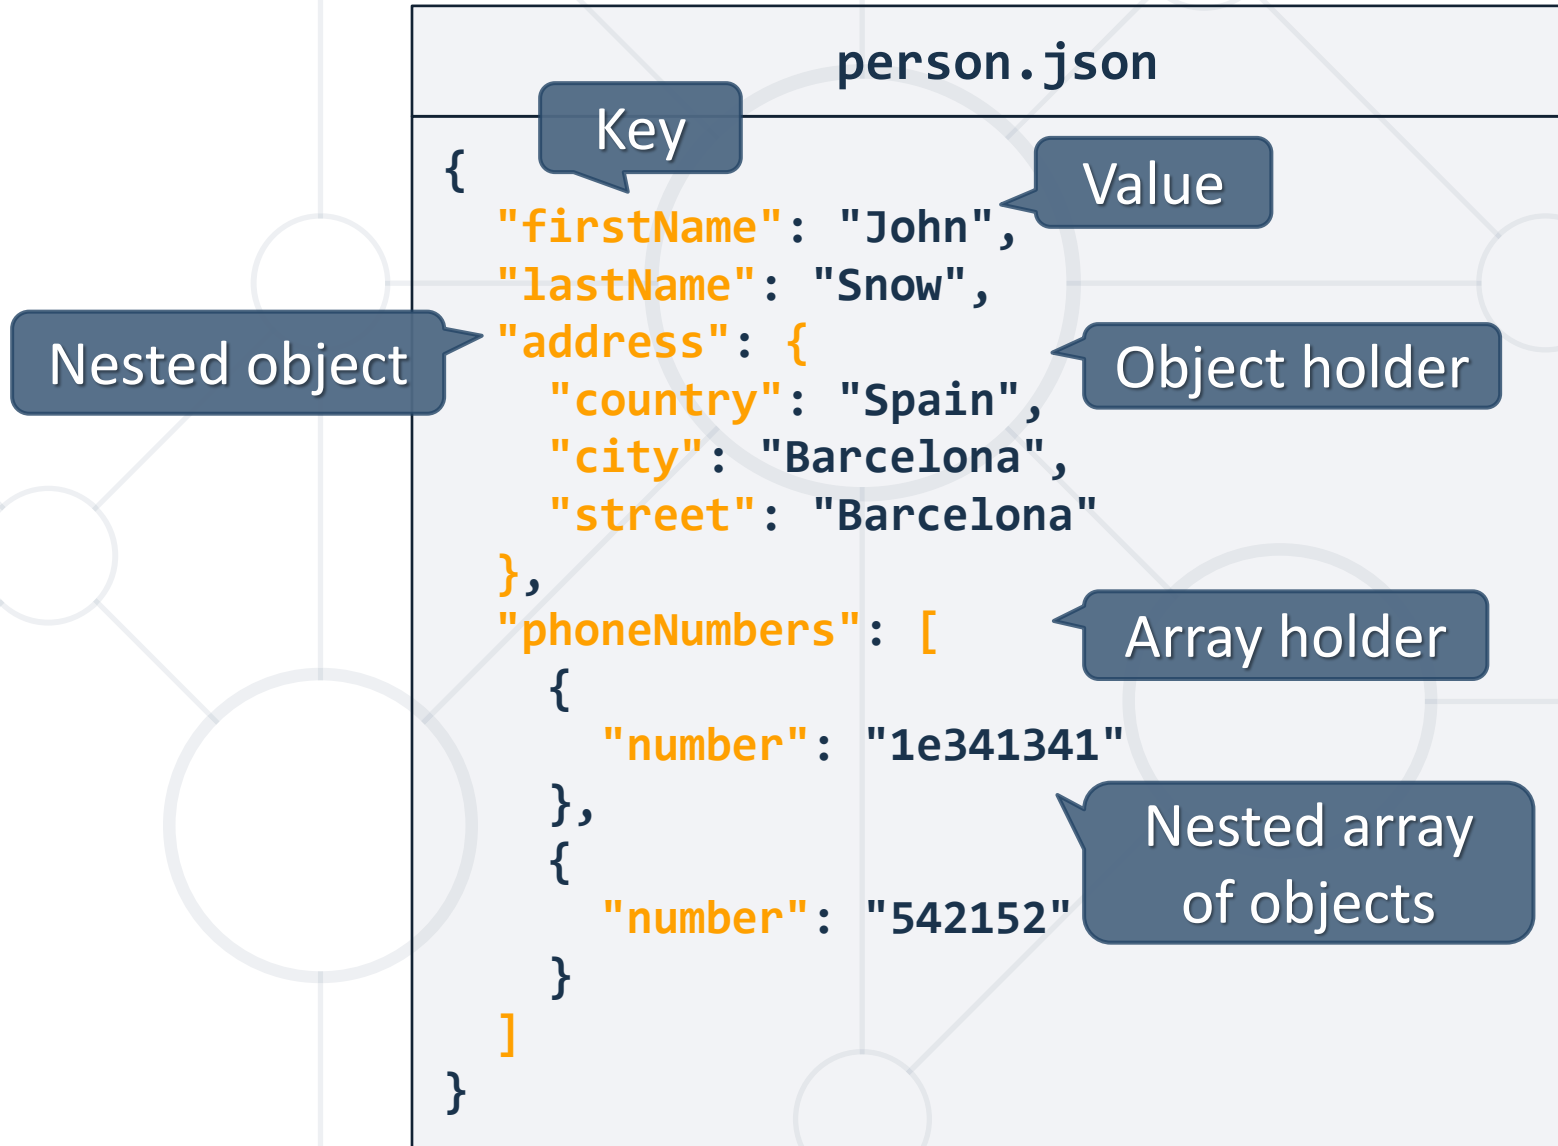 person.json
Key
{
Value
"firstName": "John",
"lastName": "Snow",
Nested object
"address": {
Object holder
"country": "Spain",
"city": "Barcelona",
"street": "Barcelona"
},
"phoneNumbers": [
Array holder
{
"number": "1e341341"
},
Nested array
of objects
{
"number": "542152"
}
]
}